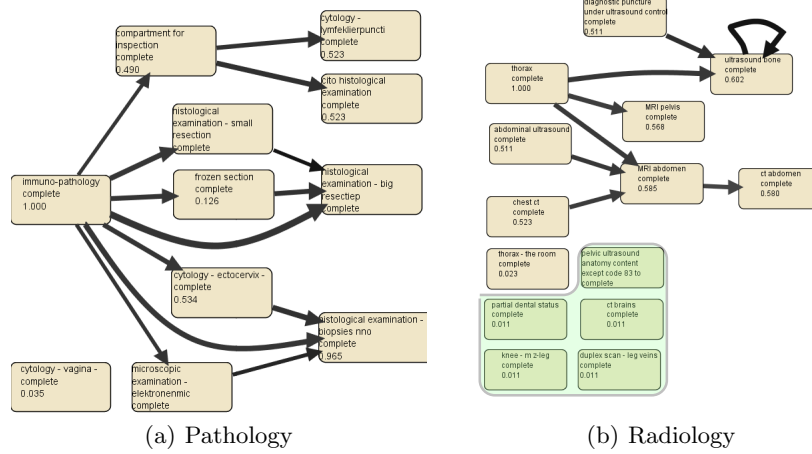 compartment for
inspection
complete
0.490
cytology -
lymfeklierpuncti
complete
0.523
cito histological
examination
complete
0.523
histological
examination - small
resection
complete
immuno-pathology
complete
1.000
frozen section
complete
0.126
histological
examination - big
resectiep
complete
cytology - ectocervix -
complete
0.534
histological examination -
biopsies nno
complete
0.965
cytology - vagina -
complete
0.035
microscopic
examination -
elektronenmic
complete
(a) Pathology
diagnostic puncture
under ultrasound control
complete
0.511
ultrasound bone
complete
0.602
thorax
complete
1.000
MRI pelvis
complete
0.568
abdominal ultrasound
complete
0.511
MRI abdomen
complete
0.585
ct abdomen
complete
0.580
chest ct
complete
0.523
thorax - the room
complete
0.023
pelvic ultrasound
anatomy content
except code 83 to
complete
partial dental status
complete
0.011
ct brains
complete
0.011
knee - m z-leg
complete
0.011
duplex scan - leg veins
complete
0.011
(b) Radiology